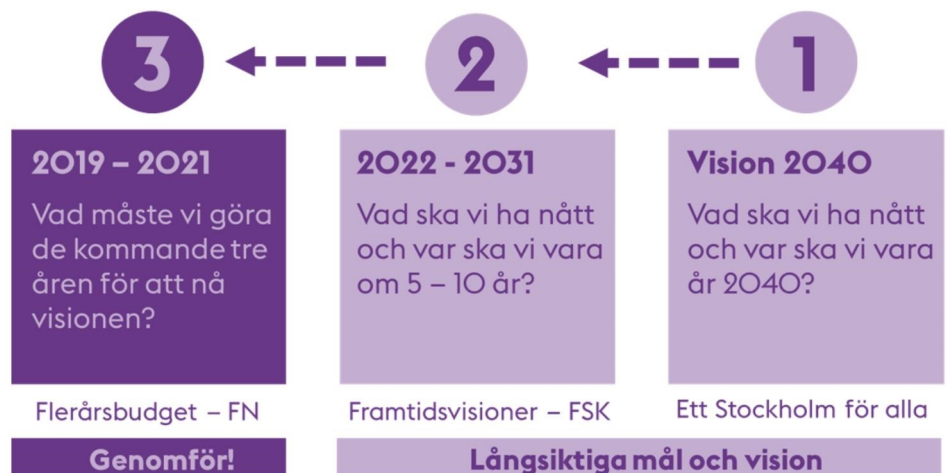 3
2
1
2019 – 2021
Vad måste vi göra
de kommande tre
åren för att nå
visionen?
2022 - 2031
Vad ska vi ha nått
och var ska vi vara
om 5 – 10 år?
Vision 2040
Vad ska vi ha nått
och var ska vi vara
år 2040?
Flerårsbudget – FN
Framtidsvisioner – FSK
Ett Stockholm för alla
Genomför!
Långsiktiga mål och vision